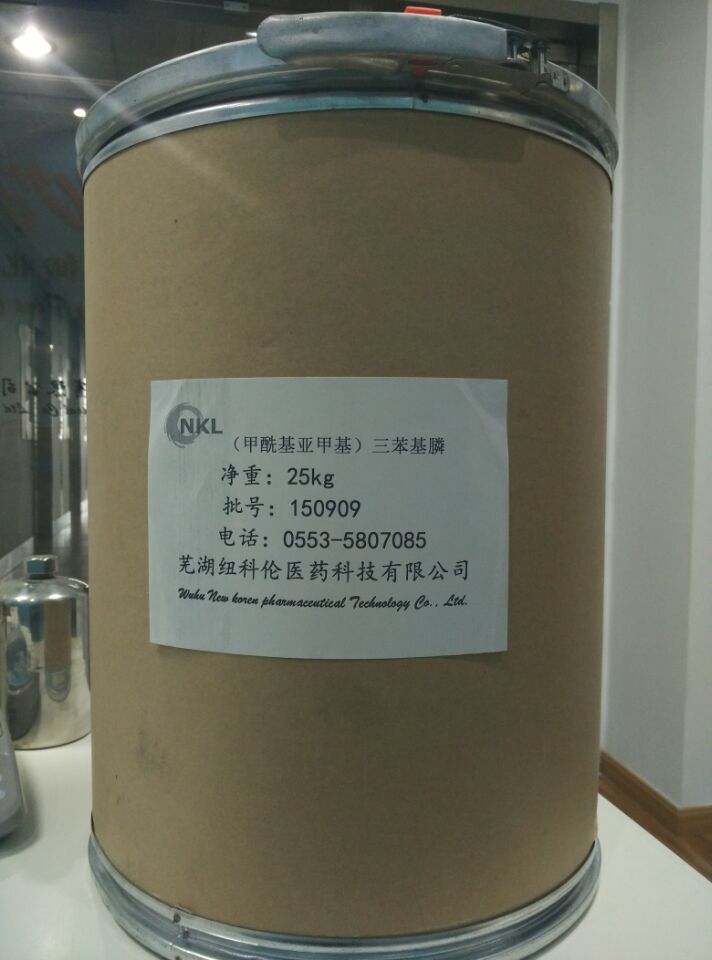 NKL
（甲酰基亚甲基）三苯基膦
净重：25kg
批号：150909
电话：0553-5807085
芜湖纽科伦医药科技有限公司
Wuhu New koren pharmaceutical Technology Co., Ltd.